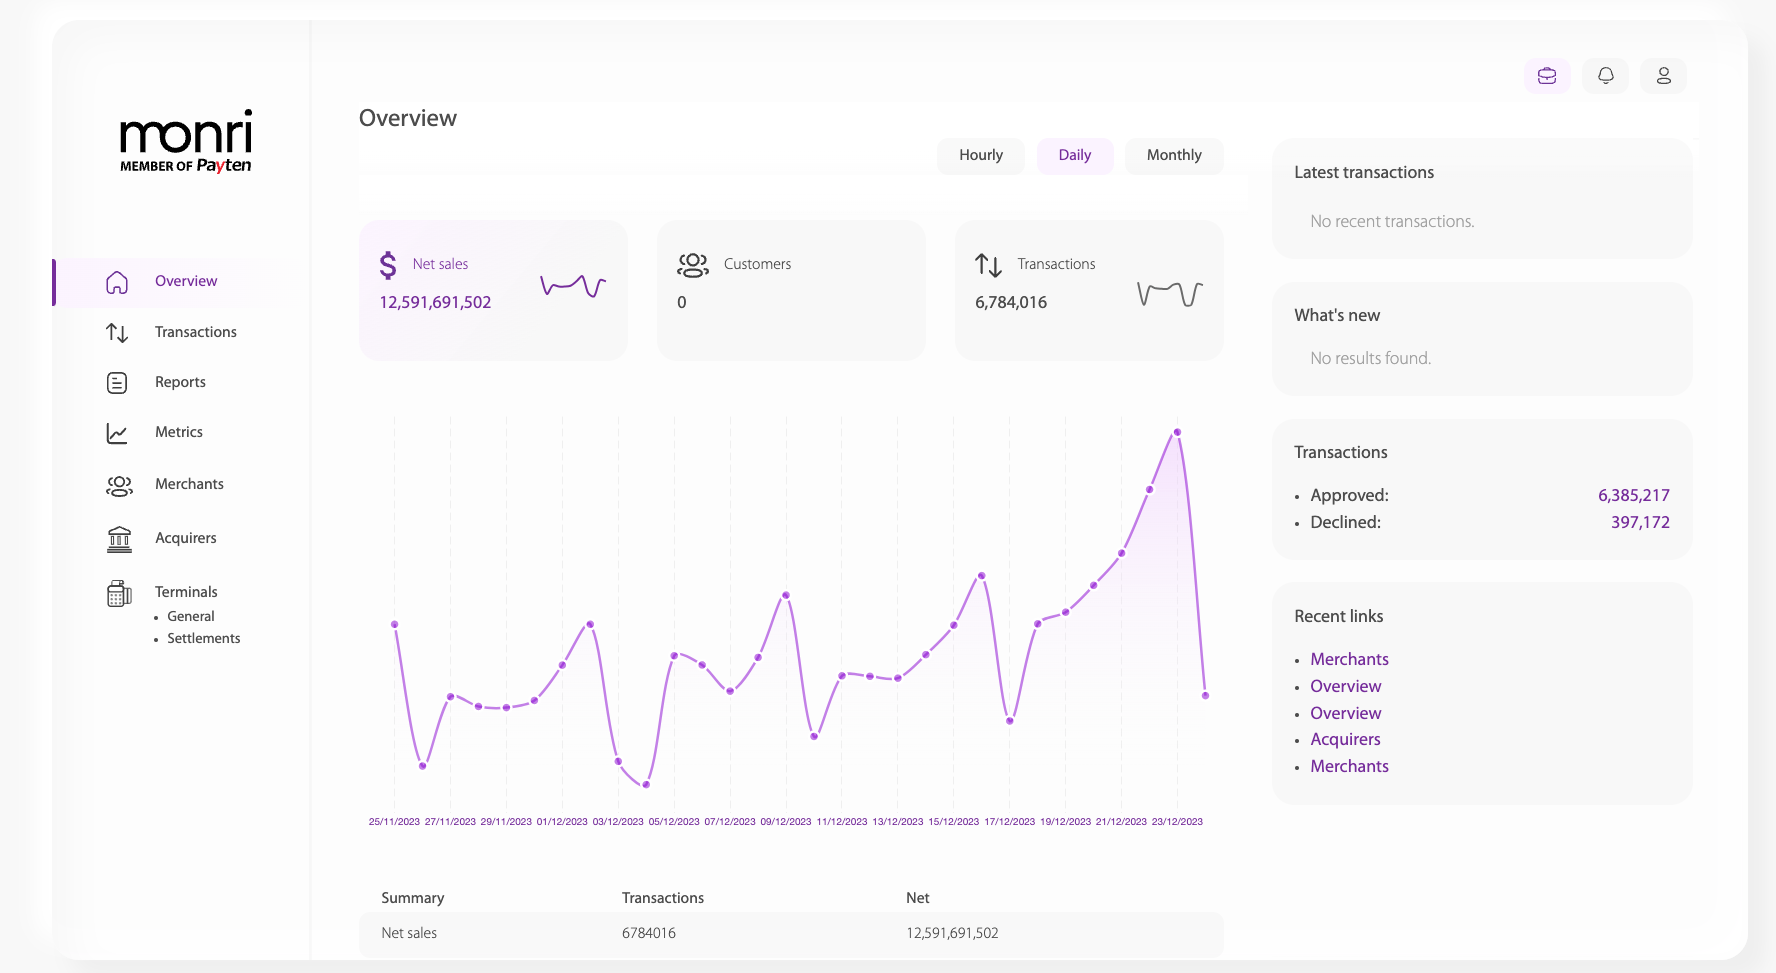 monri
MEMBER OF Payten
Overview
Transactions
Reports
Metrics
Merchants
Acquirers
Terminals
• General
• Settlements
Overview
Hourly Daily Monthly
Net sales
12,591,691,502
Customers
0
Transactions
6,784,016
25/11/2023 27/11/2023 29/11/2023 01/12/2023 03/12/2023 05/12/2023 07/12/2023 09/12/2023 11/12/2023 13/12/2023 15/12/2023 17/12/2023 19/12/2023 21/12/2023 23/12/2023
Summary Transactions Net
Net sales 6784016 12,591,691,502
Latest transactions
No recent transactions.
What's new
No results found.
Transactions
• Approved: 6,385,217
• Declined: 397,172
Recent links
• Merchants
• Overview
• Overview
• Acquirers
• Merchants